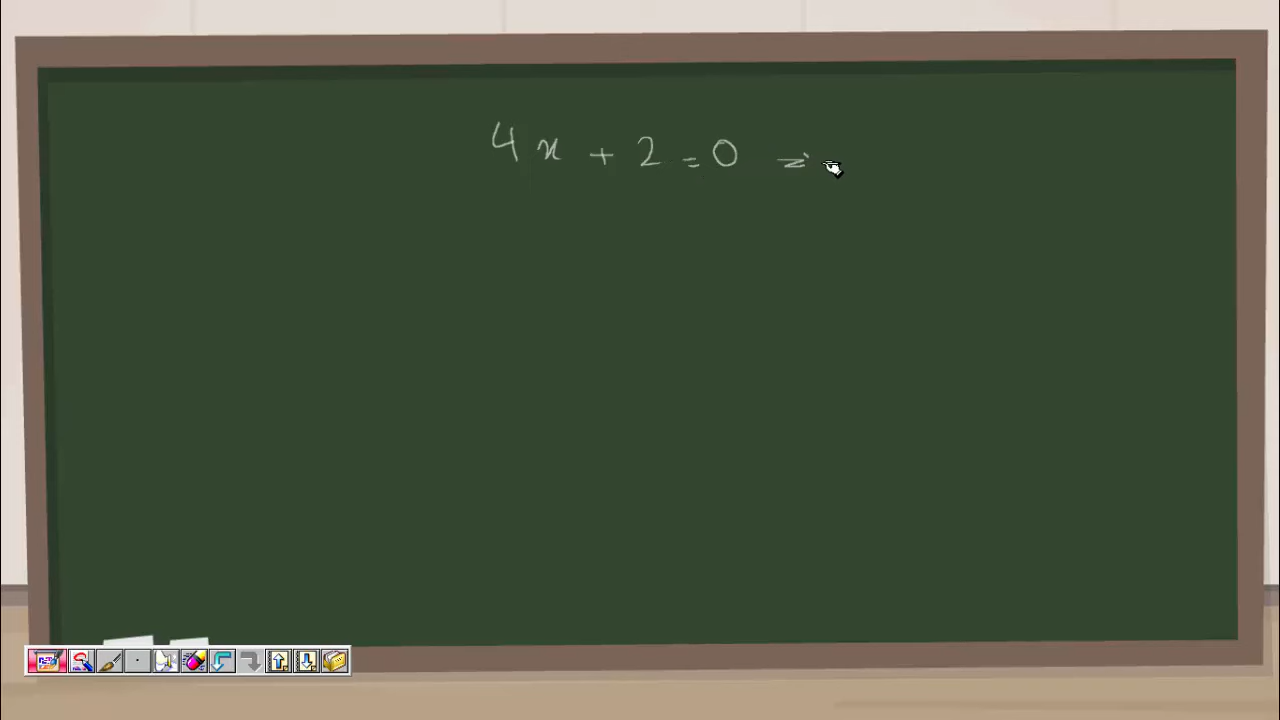 4x + 2 = 0 =